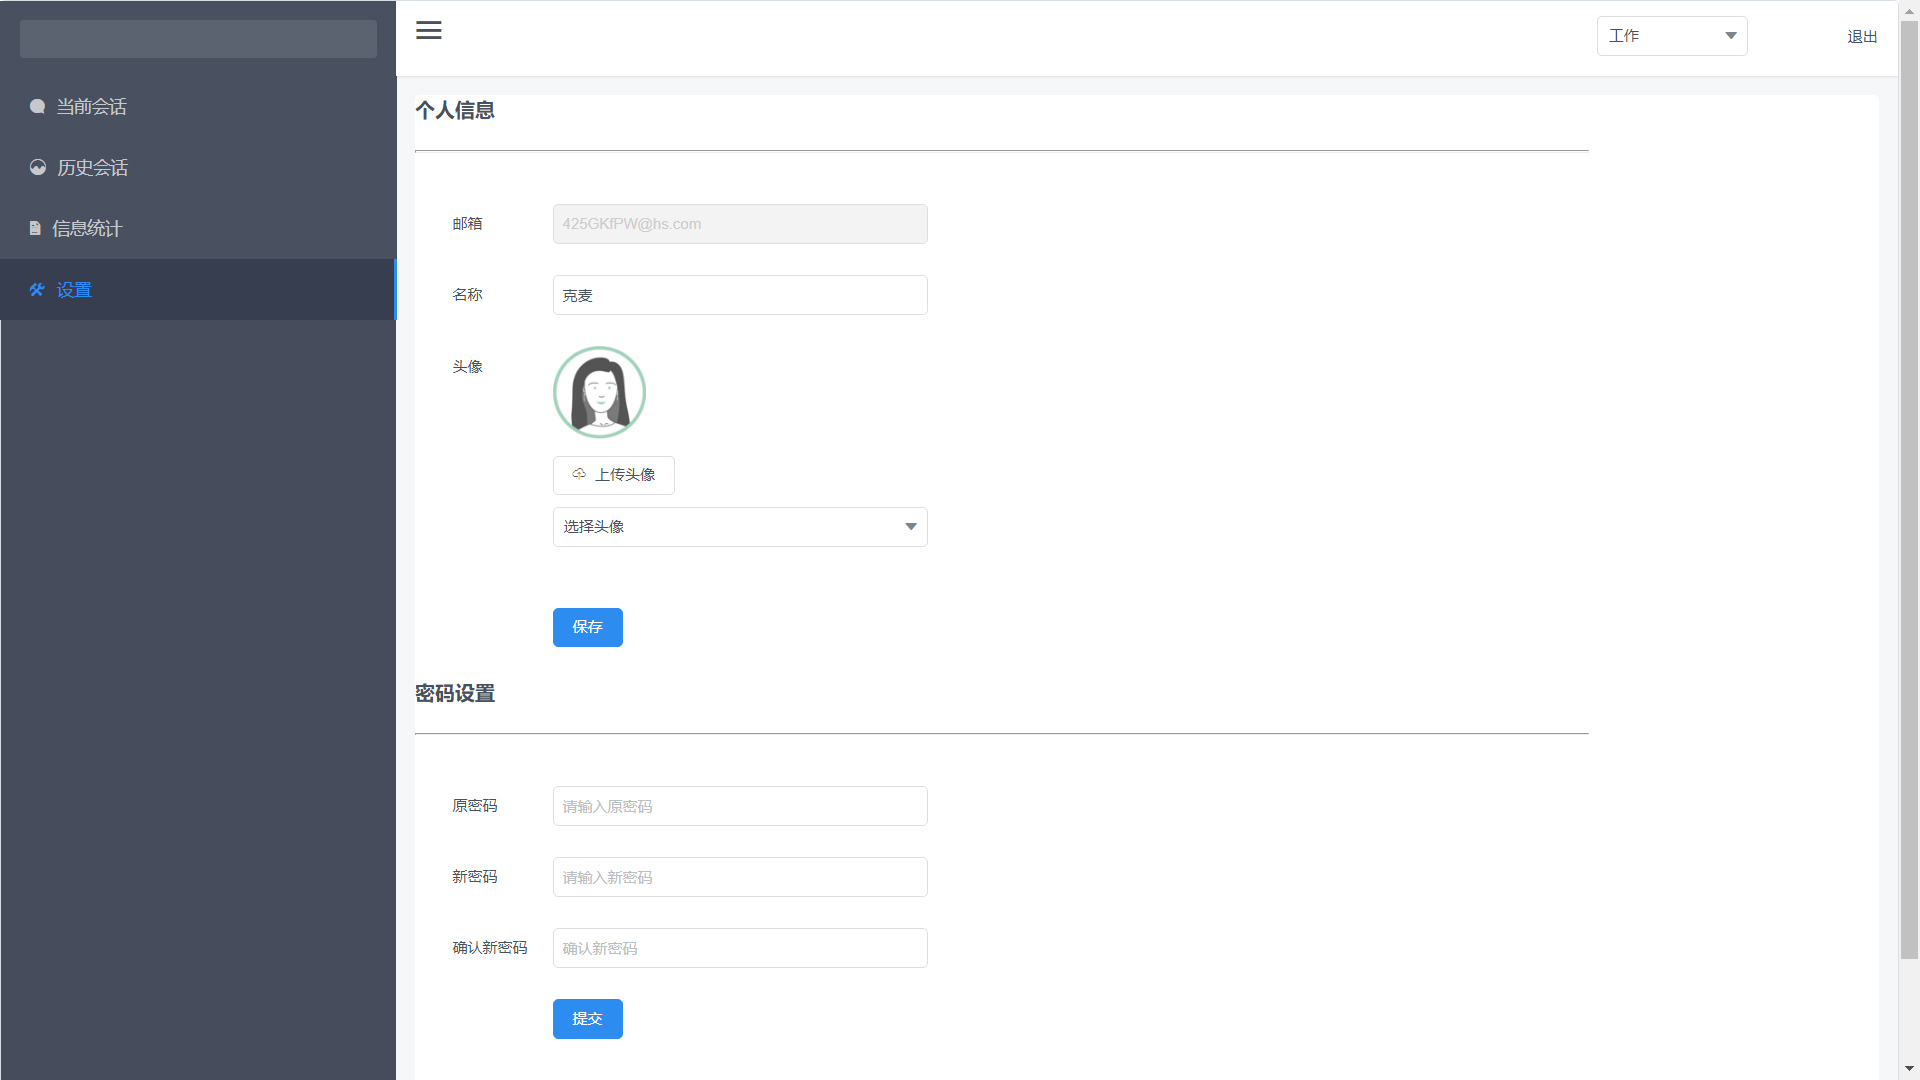 当前会话
历史会话
信息统计
设置
工作
退出
个人信息
邮箱
425GKfPW@hs.com
名称
克麦
头像
上传头像
选择头像
保存
密码设置
原密码
请输入原密码
新密码
请输入新密码
确认新密码
确认新密码
提交